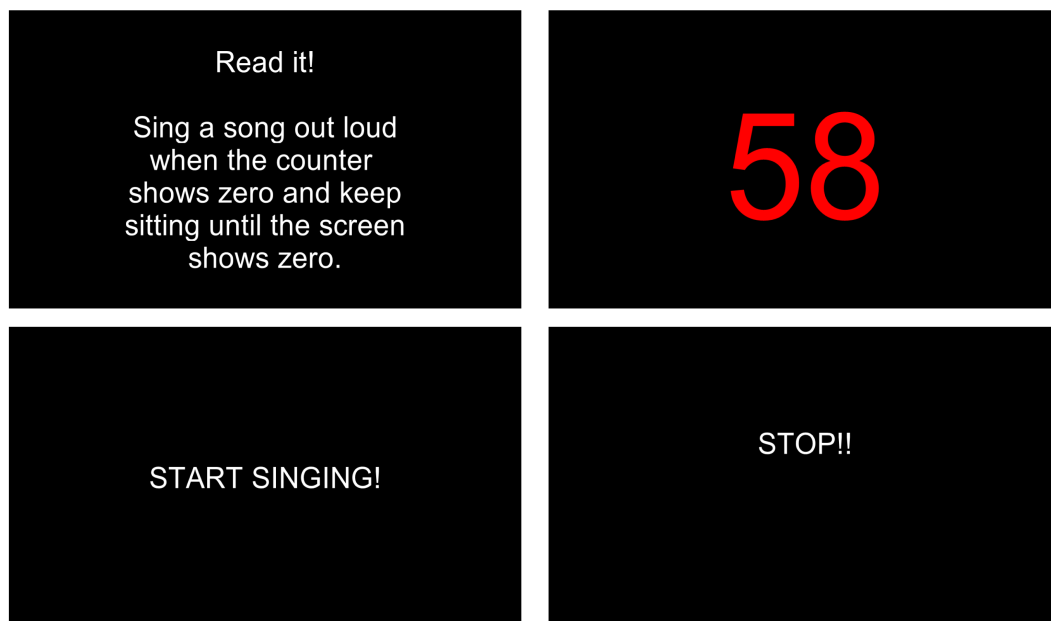 Read it!
Sing a song out loud
when the counter
shows zero and keep
sitting until the screen
shows zero.
58
START SINGING!
STOP!!